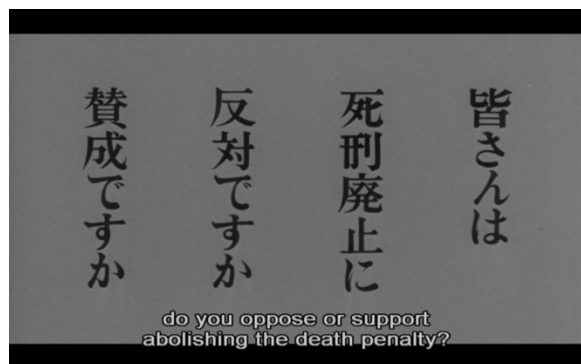 皆さんは
死刑廃止に
反対ですか
賛成ですか
do you oppose or support
abolishing the death penalty?